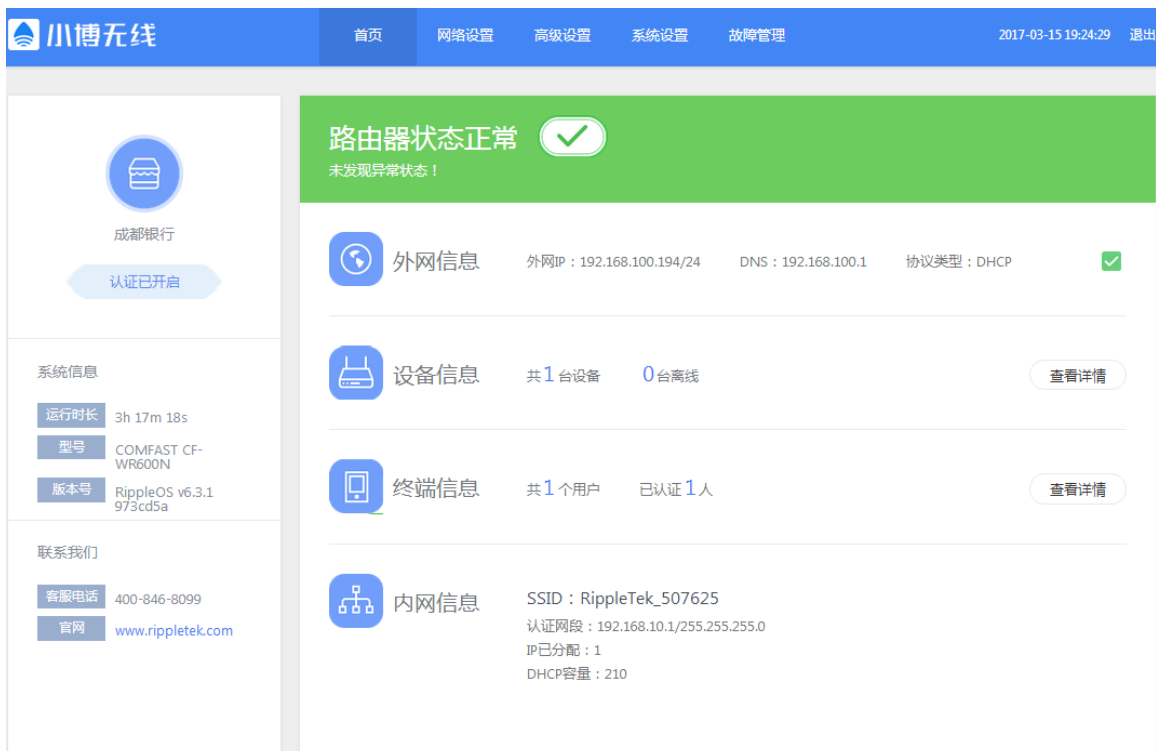 小博无线
首页 网络设置 高级设置 系统设置 故障管理 2017-03-15 19:24:29 退出
成都银行
认证已开启
系统信息
运行时长 3h 17m 18s
型号 COMFAST CF-
WR600N
版本号 RippleOS v6.3.1
973cd5a
联系我们
客服电话 400-846-8099
官网 www.rippletek.com
路由器状态正常
未发现异常状态！
外网信息 外网IP：192.168.100.194/24 DNS：192.168.100.1 协议类型：DHCP
设备信息 共1台设备 0台离线 查看详情
终端信息 共1个用户 已认证1人 查看详情
内网信息 SSID：RippleTek_507625
认证网段：192.168.10.1/255.255.255.0
IP已分配：1
DHCP容量：210